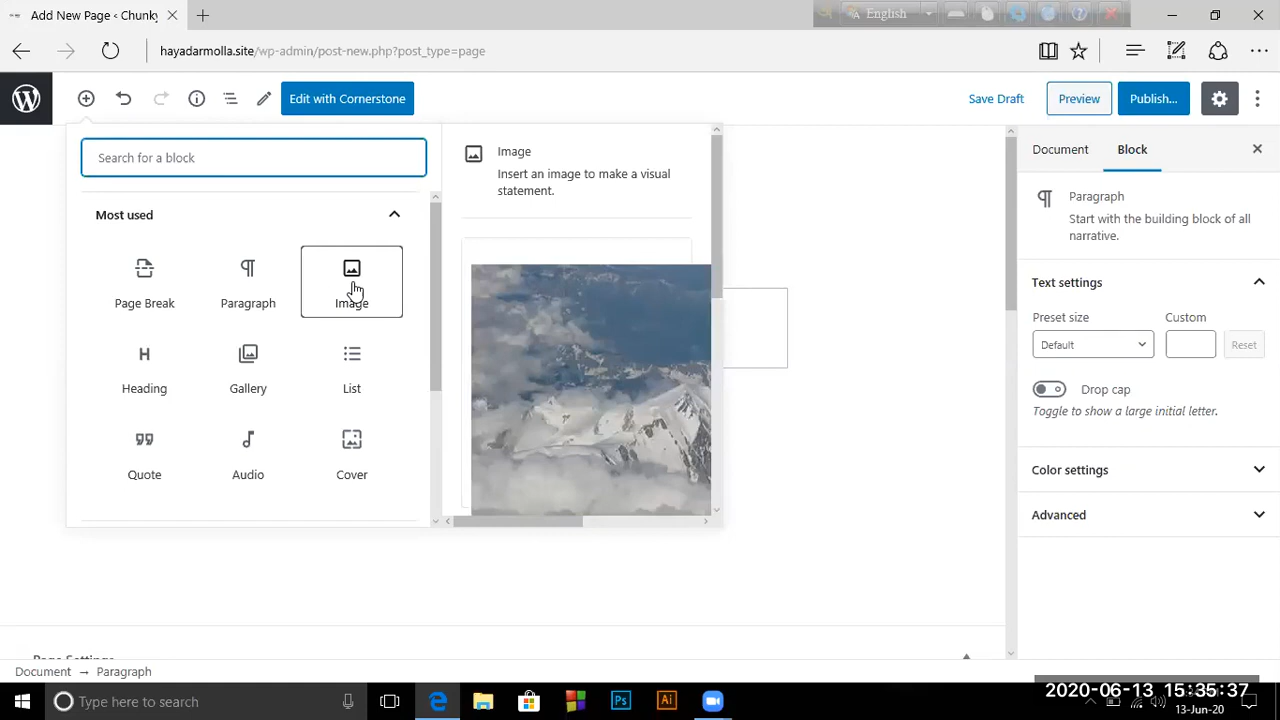 Add New Page ‹ Chunky
English
hayadarmolla.site/wp-admin/post-new.php?post_type=page
Edit with Cornerstone
Save Draft
Preview
Publish...
Search for a block
Most used
Page Break
Paragraph
Image
Heading
Gallery
List
Quote
Audio
Cover
Image
Insert an image to make a visual
statement.
Document
Block
Paragraph
Start with the building block of all
narrative.
Text settings
Preset size
Custom
Default
Reset
Drop cap
Toggle to show a large initial letter.
Color settings
Advanced
Page Settings
Document → Paragraph
Type here to search
2020-06-13 15:35:37
13-Jun-20